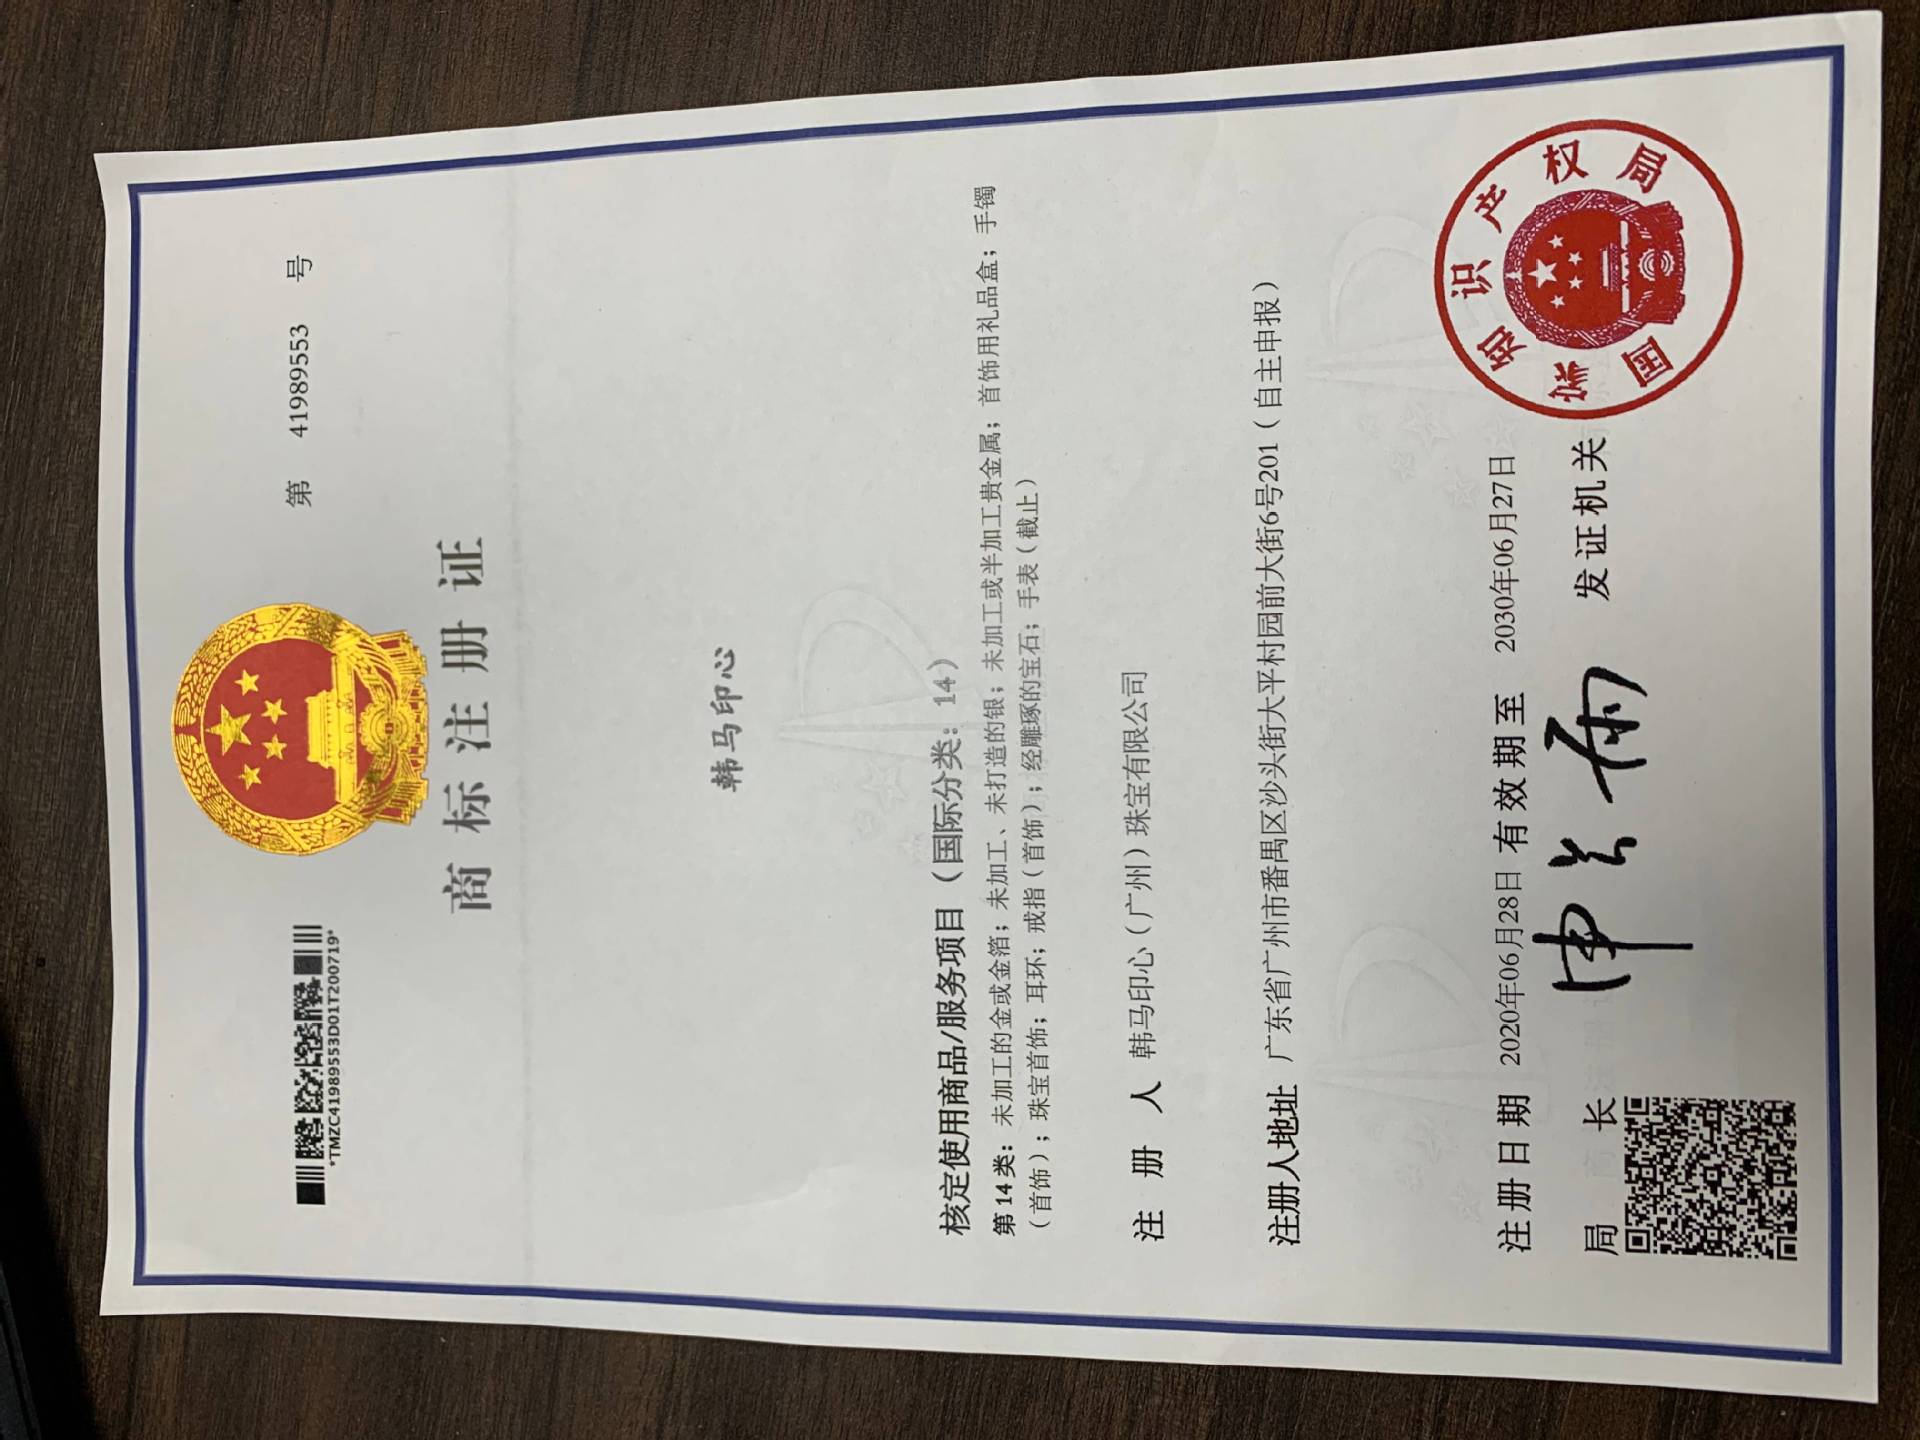 *TMZC41989553D01T200719*
第 41989553 号
商标注册证
韩马印心
核定使用商品/服务项目（国际分类：14）
第14类：未加工的金或金箔；未加工、未打造的银；未加工或半加工贵金属；首饰用礼品盒；手镯
（首饰）；珠宝首饰；耳环；戒指（首饰）；经雕琢的宝石；手表（截止）
注册人 韩马印心（广州）珠宝有限公司
注册人地址 广东省广州市番禺区沙头街大平村园前大街6号201（自主申报）
注册日期 2020年06月28日 有效期至 2030年06月27日
局长 申长雨 发证机关
国家知识产权局